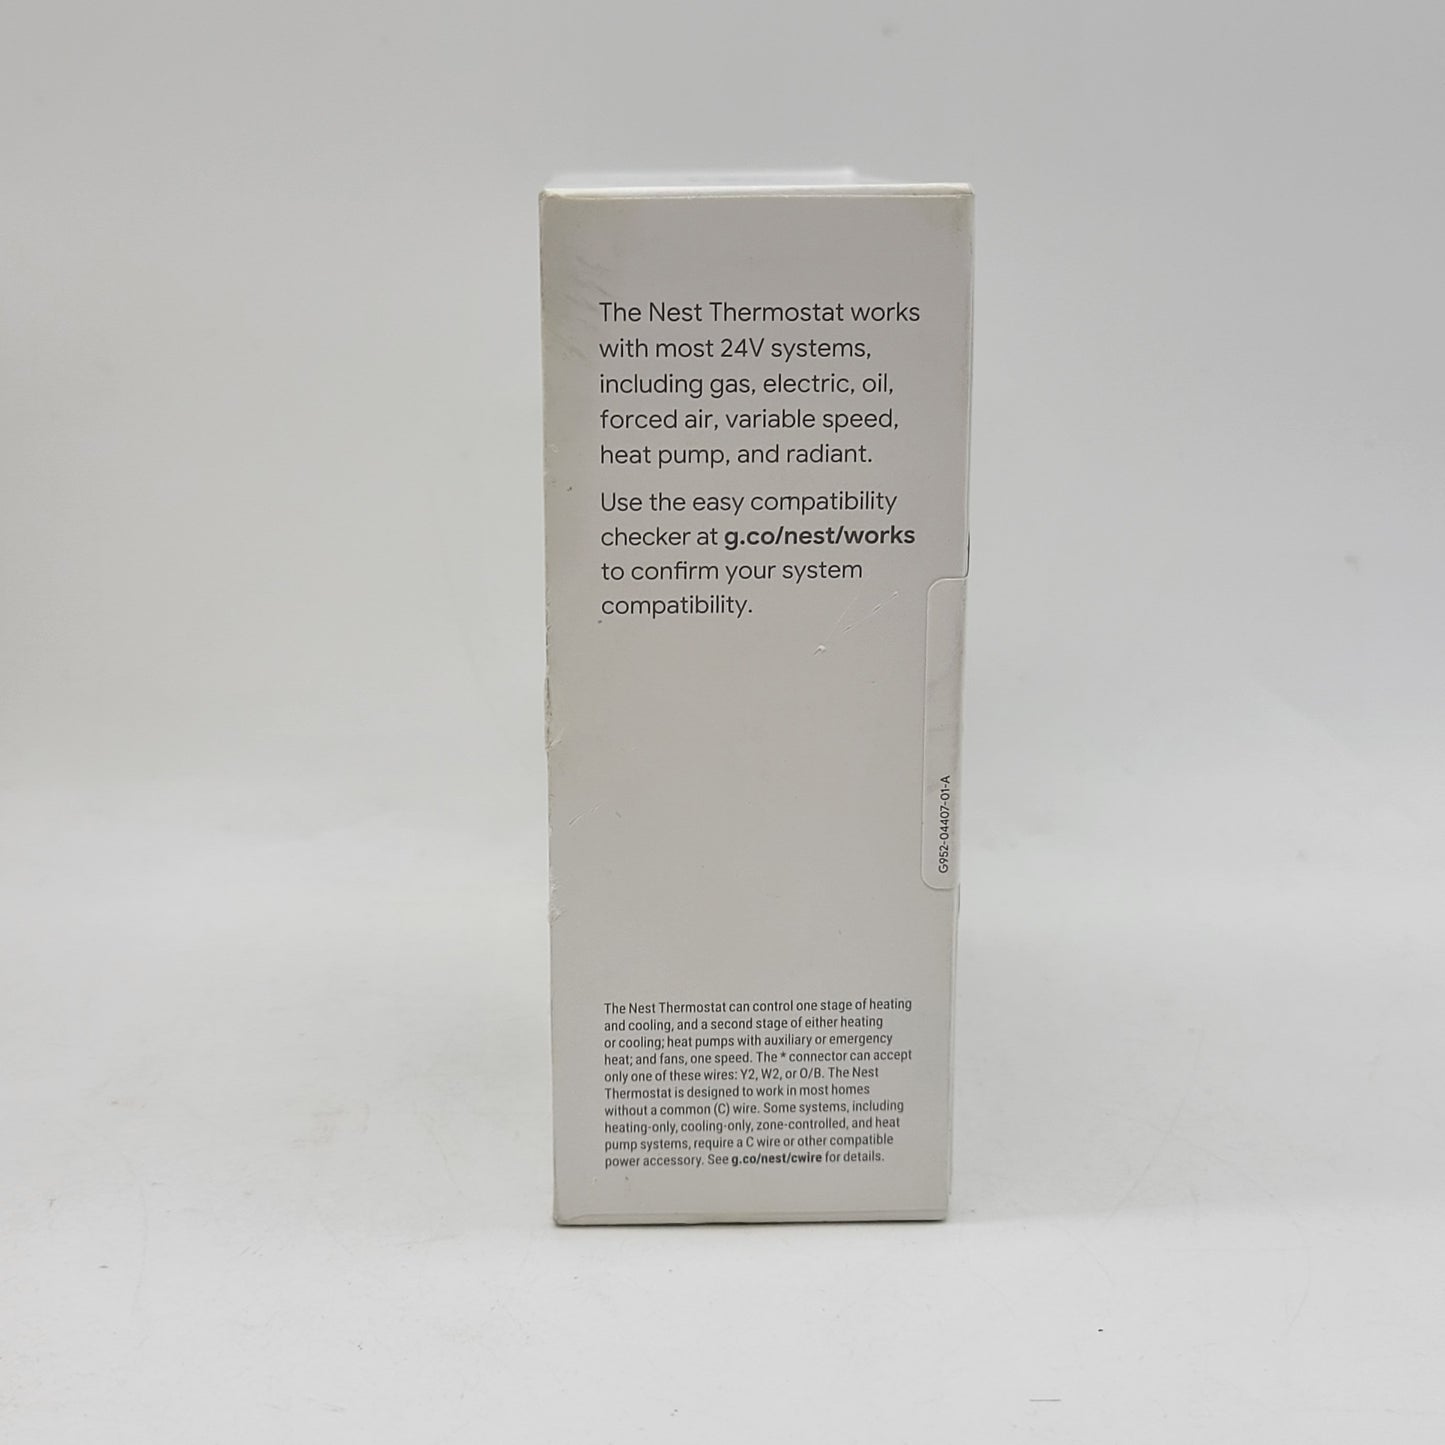 The Nest Thermostat works
with most 24V systems,
including gas, electric, oil,
forced air, variable speed,
heat pump, and radiant.
Use the easy compatibility
checker at g.co/nest/works
to confirm your system
compatibility.
G952-04407-01-A
The Nest Thermostat can control one stage of heating
and cooling, and a second stage of either heating
or cooling; heat pumps with auxiliary or emergency
heat; and fans, one speed. The * connector can accept
only one of these wires: Y2, W2, or O/B. The Nest
Thermostat is designed to work in most homes
without a common (C) wire. Some systems, including
heating-only, cooling-only, zone-controlled, and heat
pump systems, require a C wire or other compatible
power accessory. See g.co/nest/cwire for details.